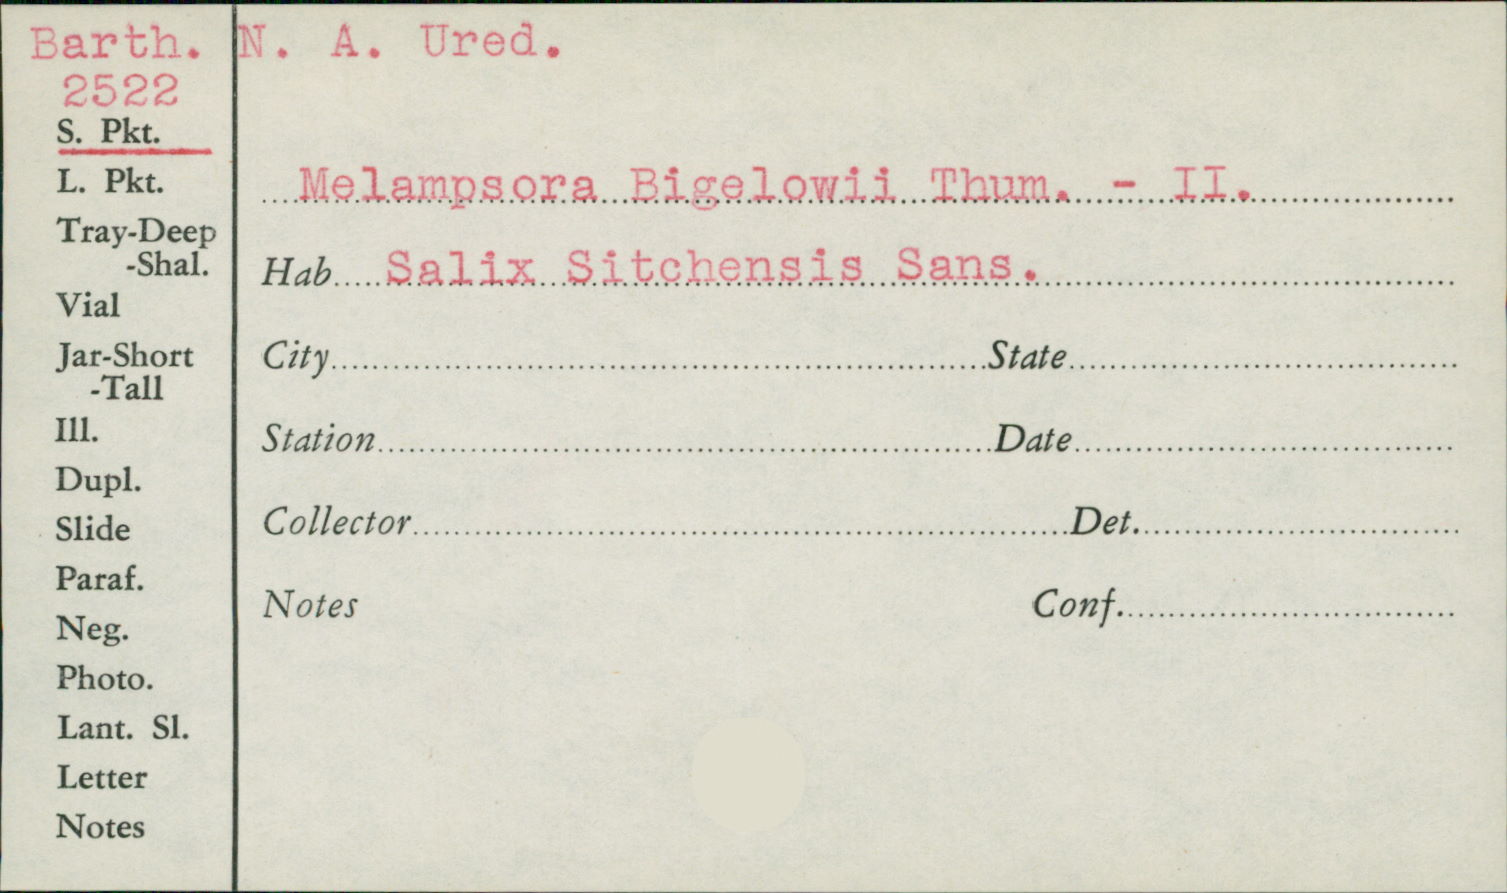 Barth. N. A. Ured.
2522
S. Pkt.
L. Pkt.
Tray-Deep
-Shal.
Vial
Jar-Short
-Tall
Ill.
Dupl.
Slide
Paraf.
Neg.
Photo.
Lant. Sl.
Letter
Notes
Melampsora Bigelowii Thum. - II.
Hab Salix Sitchensis Sans.
City State
Station Date
Collector Det.
Notes Conf.